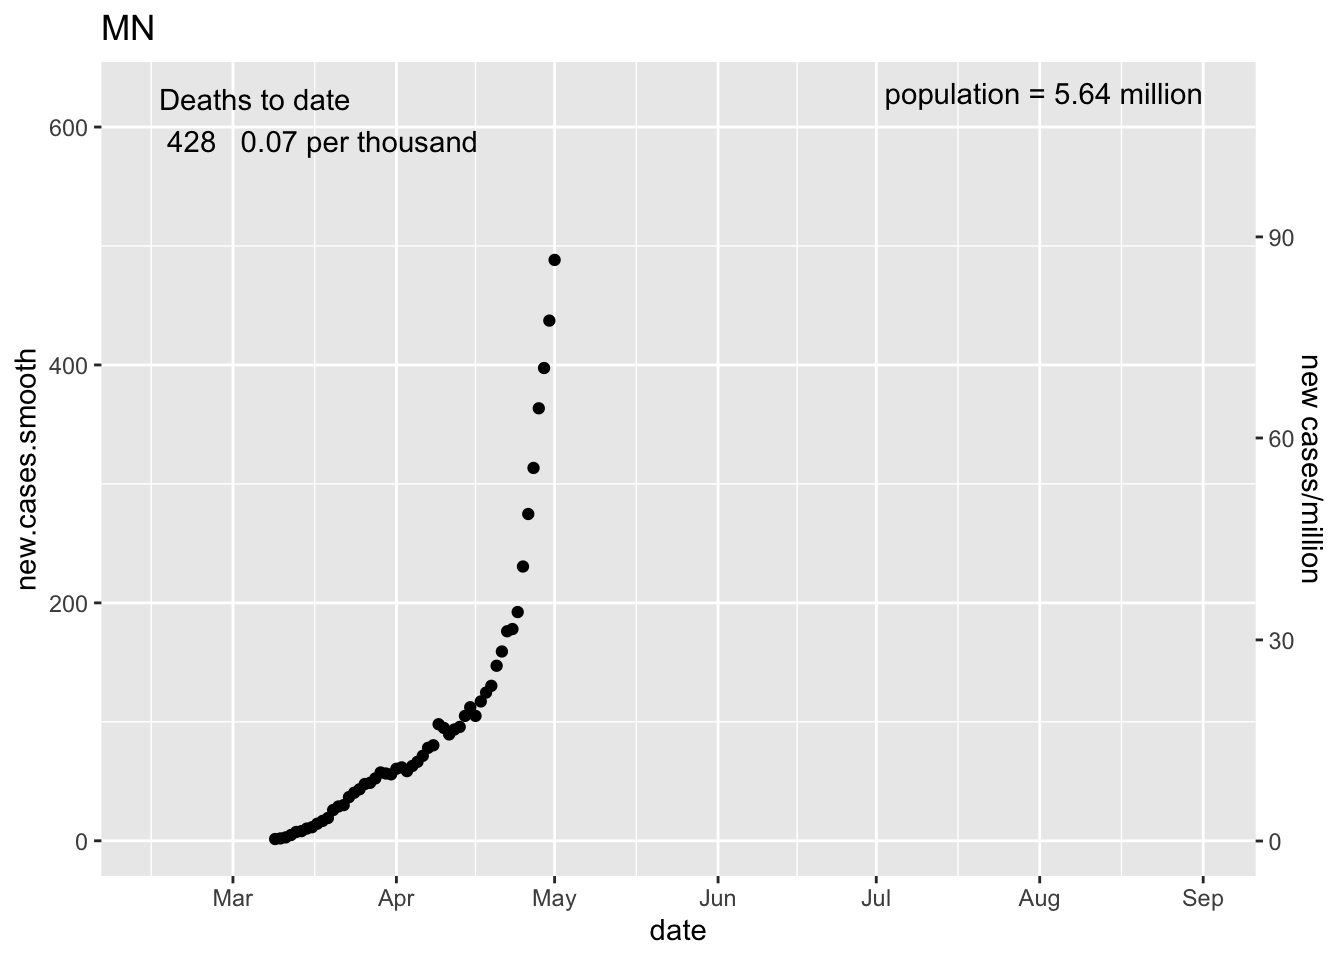 MN
Deaths to date
428 0.07 per thousand
population = 5.64 million
600
400
200
0
new.cases.smooth
90
60
30
0
new cases/million
Mar Apr May Jun Jul Aug Sep
date